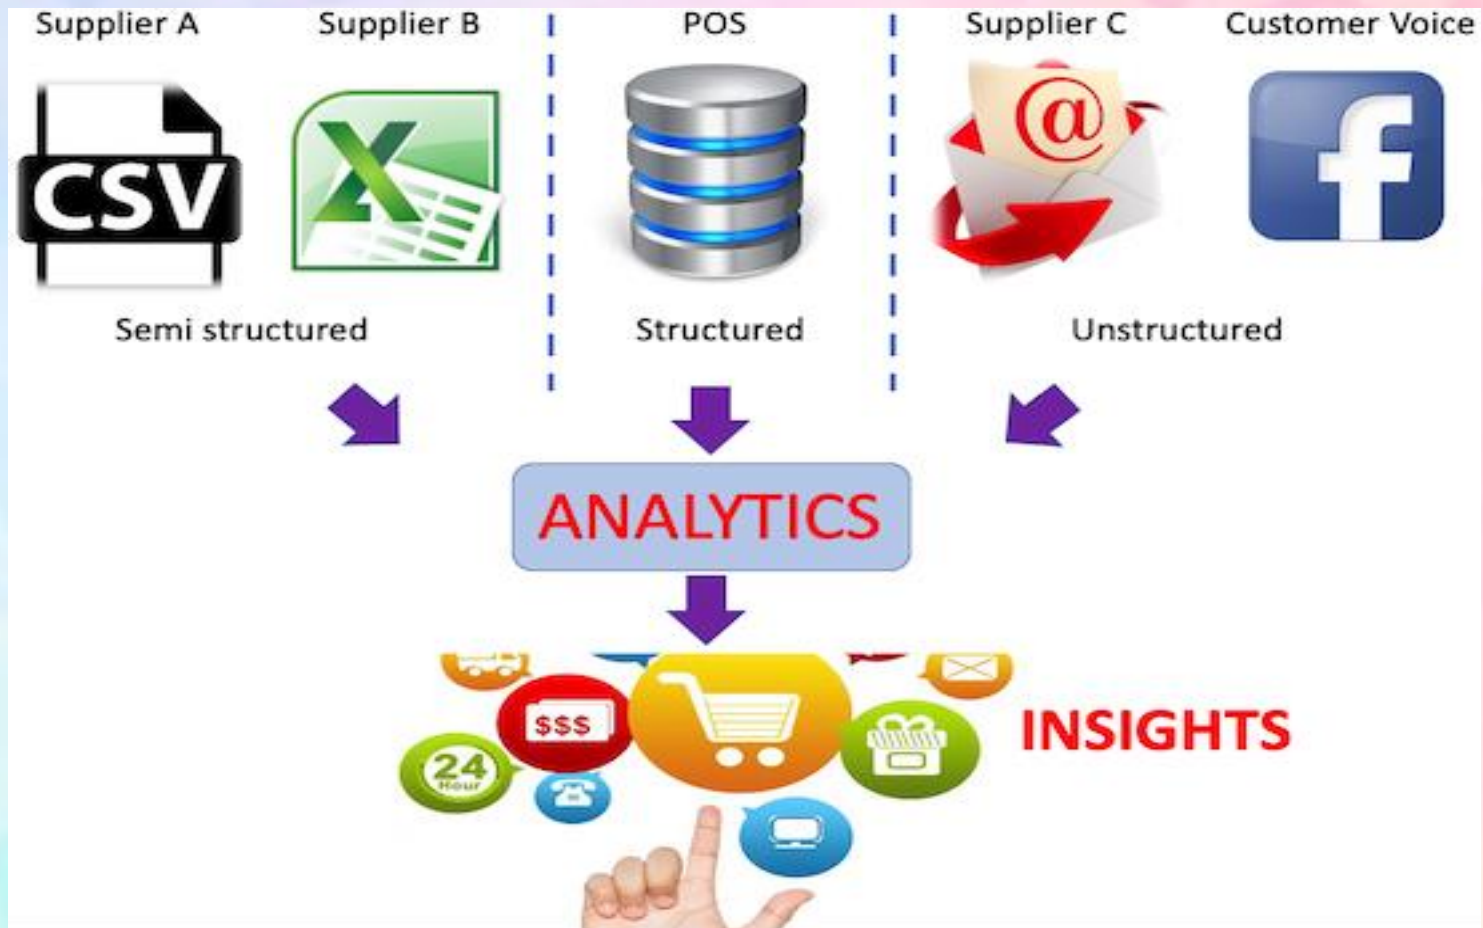 Supplier A
Supplier B
POS
Supplier C
Customer Voice
CSV
X
@
f
Semi structured
Structured
Unstructured
ANALYTICS
$$$
24
Hour
INSIGHTS